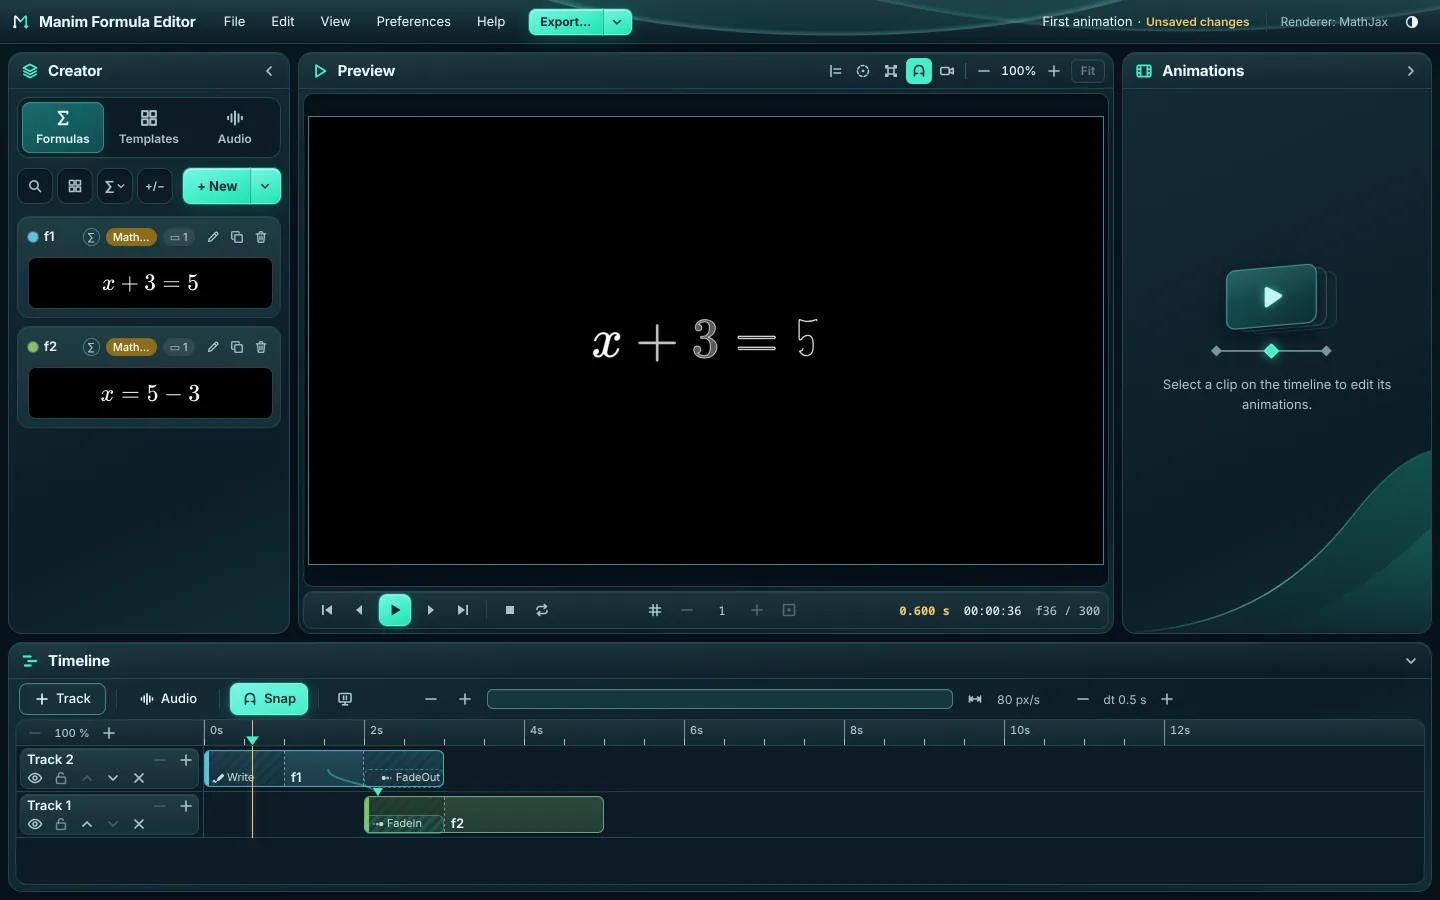 Manim Formula Editor File Edit View Preferences Help Export... First animation · Unsaved changes Renderer: MathJax
Creator
Formulas Templates Audio
+/− + New
f1 Σ Math... 1
x + 3 = 5
f2 Σ Math... 1
x = 5 − 3
Preview 100% Fit
x + 3 = 5
1 0.600 s 00:00:36 f36 / 300
Animations
Select a clip on the timeline to edit its
animations.
Timeline
+ Track Audio Snap 80 px/s dt 0.5 s
100 % 0s 2s 4s 6s 8s 10s 12s
Track 2
Write f1 FadeOut
Track 1
FadeIn f2